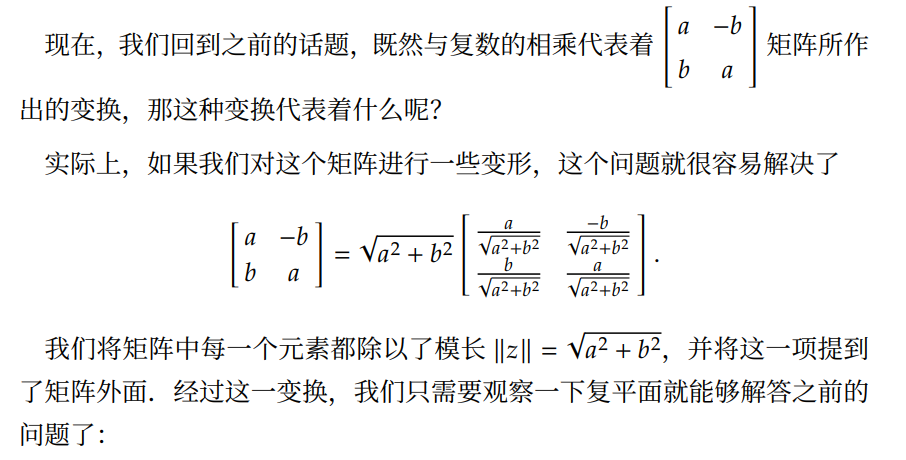 现在，我们回到之前的话题，既然与复数的相乘代表着 $\begin{bmatrix} a & -b \\ b & a \end{bmatrix}$ 矩阵所作
出的变换，那这种变换代表着什么呢？
实际上，如果我们对这个矩阵进行一些变形，这个问题就很容易解决了
$\begin{bmatrix} a & -b \\ b & a \end{bmatrix} = \sqrt{a^2 + b^2} \begin{bmatrix} \frac{a}{\sqrt{a^2+b^2}} & \frac{-b}{\sqrt{a^2+b^2}} \\ \frac{b}{\sqrt{a^2+b^2}} & \frac{a}{\sqrt{a^2+b^2}} \end{bmatrix}.$
我们将矩阵中每一个元素都除以了模长 $\|z\| = \sqrt{a^2 + b^2}$，并将这一项提到
了矩阵外面．经过这一变换，我们只需要观察一下复平面就能够解答之前的
问题了：